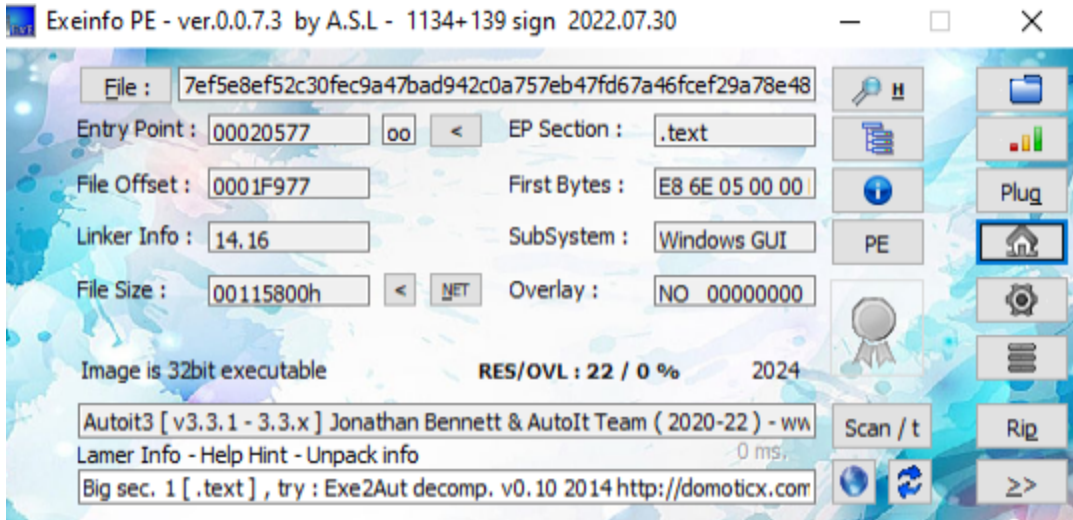 Exeinfo PE - ver.0.0.7.3 by A.S.L - 1134+139 sign 2022.07.30
File : 7ef5e8ef52c30fec9a47bad942c0a757eb47fd67a46fcef29a78e48 H
Entry Point : 00020577 oo < EP Section : .text
File Offset : 0001F977 First Bytes : E8 6E 05 00 00 Plug
Linker Info : 14.16 SubSystem : Windows GUI PE
File Size : 00115800h < NET Overlay : NO 00000000
Image is 32bit executable RES/OVL : 22 / 0 % 2024
Autoit3 [ v3.3.1 - 3.3.x ] Jonathan Bennett & AutoIt Team ( 2020-22 ) - ww Scan / t Rip
Lamer Info - Help Hint - Unpack info 0 ms.
Big sec. 1 [ .text ] , try : Exe2Aut decomp. v0.10 2014 http://domoticx.com >>